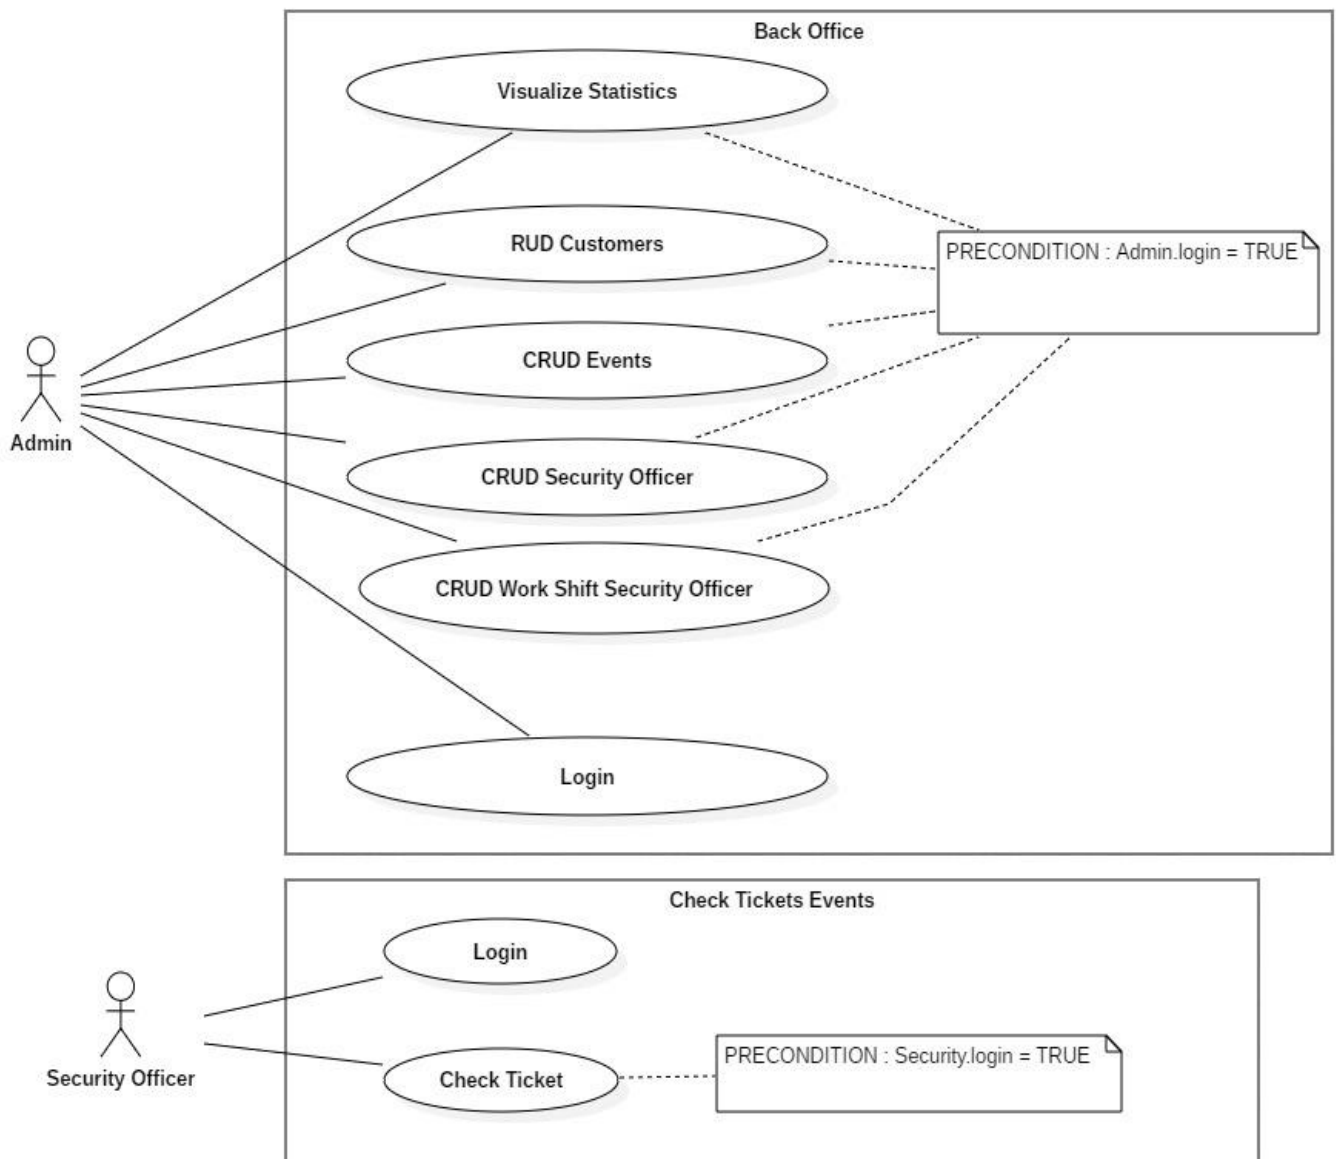 Back Office
Visualize Statistics
RUD Customers
PRECONDITION : Admin.login = TRUE
CRUD Events
Admin
CRUD Security Officer
CRUD Work Shift Security Officer
Login
Check Tickets Events
Login
Security Officer
Check Ticket
PRECONDITION : Security.login = TRUE